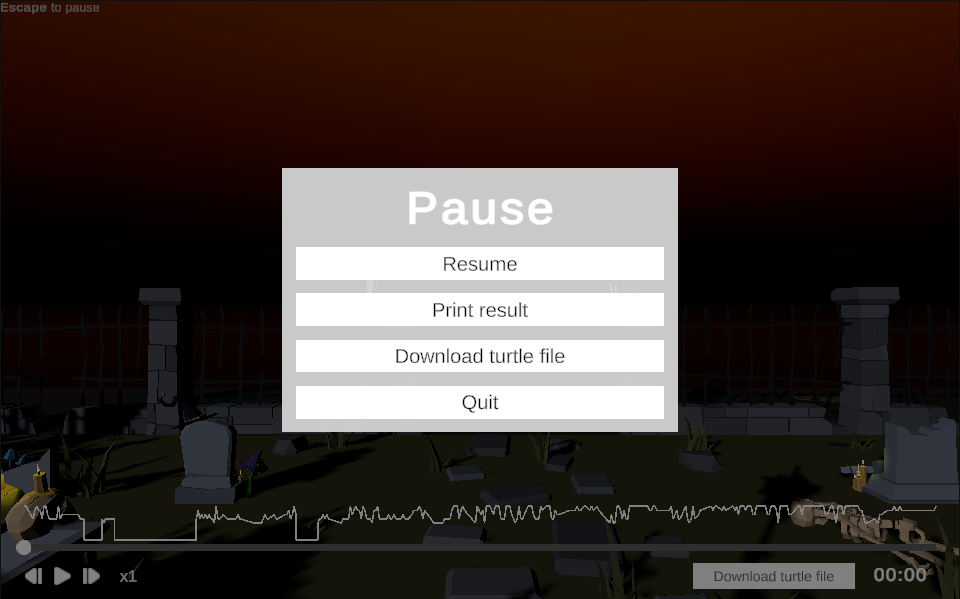 Escape to pause
Pause
Resume
Print result
Download turtle file
Quit
x1
Download turtle file
00:00